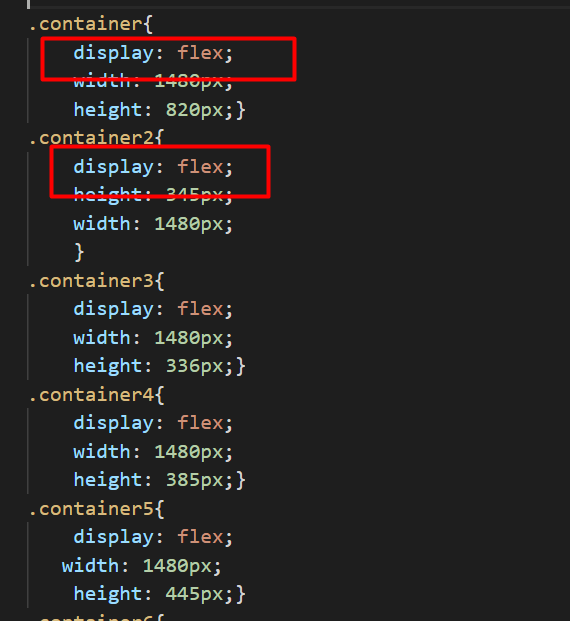 .container{
display: flex;
width: 1480px;
height: 820px;}
.container2{
display: flex;
height: 345px;
width: 1480px;
}
.container3{
display: flex;
width: 1480px;
height: 336px;}
.container4{
display: flex;
width: 1480px;
height: 385px;}
.container5{
display: flex;
width: 1480px;
height: 445px;}
.container6{